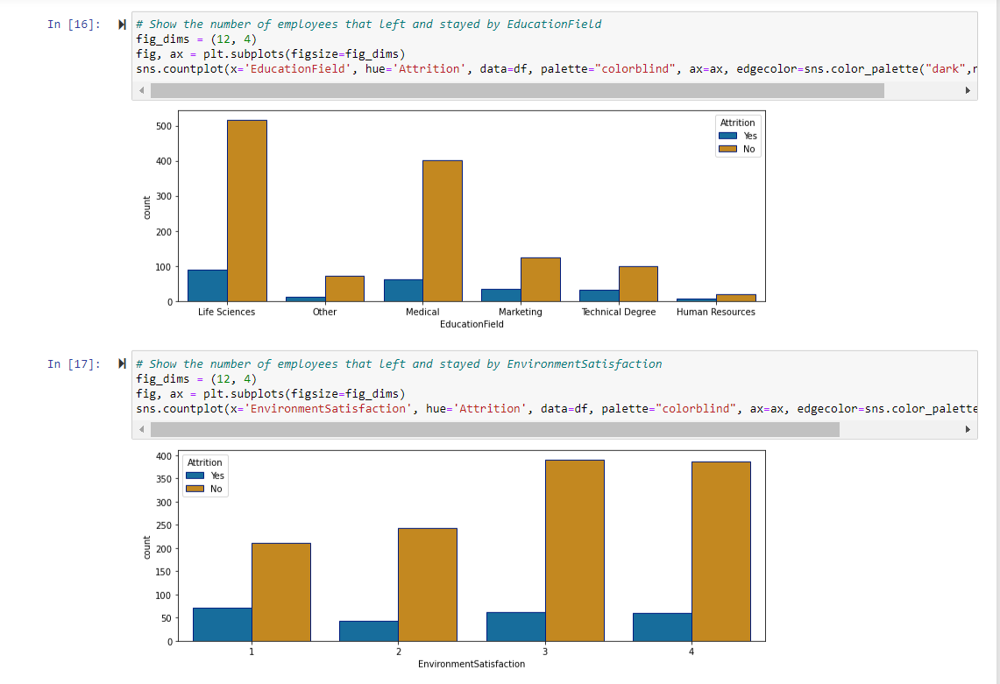 In [16]:
# Show the number of employees that left and stayed by EducationField
fig_dims = (12, 4)
fig, ax = plt.subplots(figsize=fig_dims)
sns.countplot(x='EducationField', hue='Attrition', data=df, palette="colorblind", ax=ax, edgecolor=sns.color_palette("dark",
500
400
300
200
100
0
count
Attrition
Yes
No
Life Sciences Other Medical Marketing Technical Degree Human Resources
EducationField
In [17]:
# Show the number of employees that left and stayed by EnvironmentSatisfaction
fig_dims = (12, 4)
fig, ax = plt.subplots(figsize=fig_dims)
sns.countplot(x='EnvironmentSatisfaction', hue='Attrition', data=df, palette="colorblind", ax=ax, edgecolor=sns.color_palette
400
350
300
250
200
150
100
50
0
count
Attrition
Yes
No
1 2 3 4
EnvironmentSatisfaction